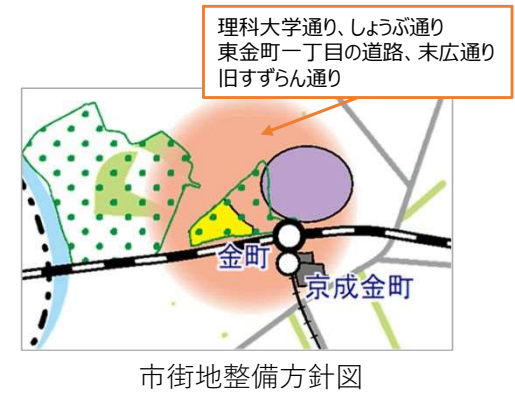 理科大学通り、しょうぶ通り
東金町一丁目の道路、末広通り
旧すずらん通り
金町
京成金町
市街地整備方針図